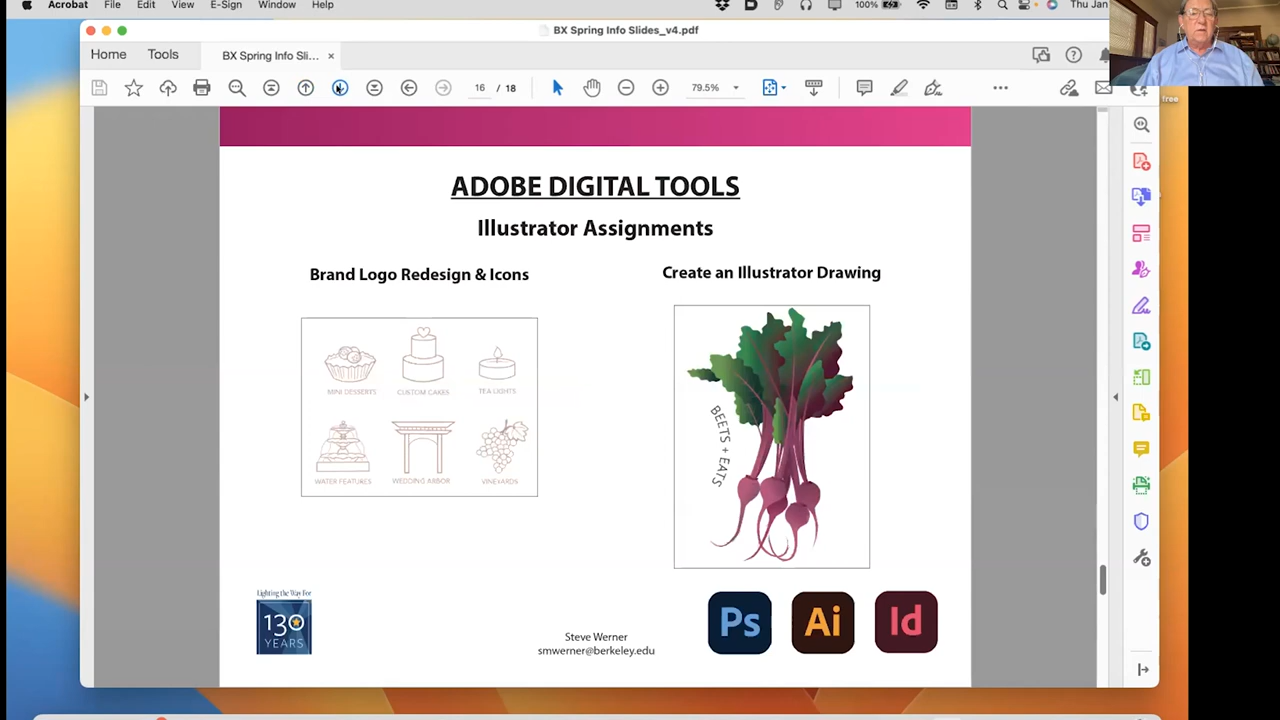 Acrobat File Edit View E-Sign Window Help 100% Thu Jan
BX Spring Info Slides_v4.pdf
Home Tools BX Spring Info Sli... ×
16 / 18 79.5%
free
ADOBE DIGITAL TOOLS
Illustrator Assignments
Brand Logo Redesign & Icons
Create an Illustrator Drawing
MINI DESSERTS CUSTOM CAKES TEA LIGHTS
WATER FEATURES WEDDING ARBOR VINEYARDS
BEETS + EATS
Lighting the Way For
130
YEARS
Steve Werner
smwerner@berkeley.edu
Ps Ai Id